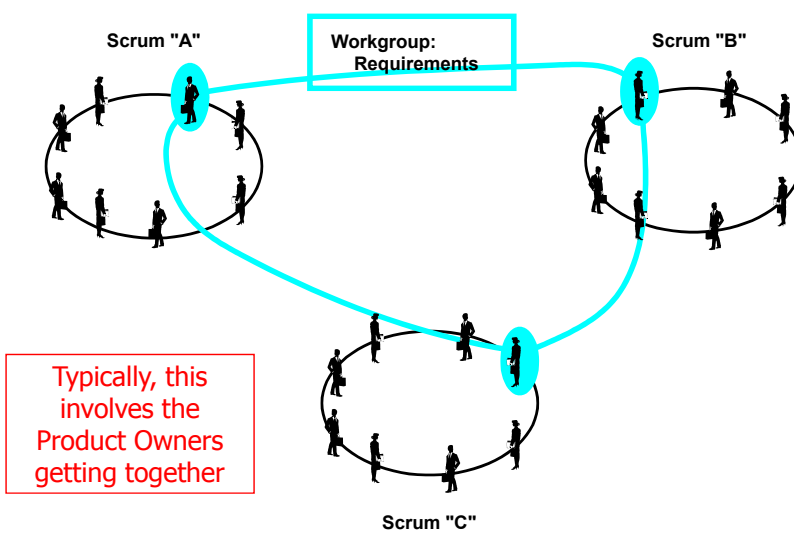 Scrum "A"
Workgroup:
Requirements
Scrum "B"
Typically, this
involves the
Product Owners
getting together
Scrum "C"